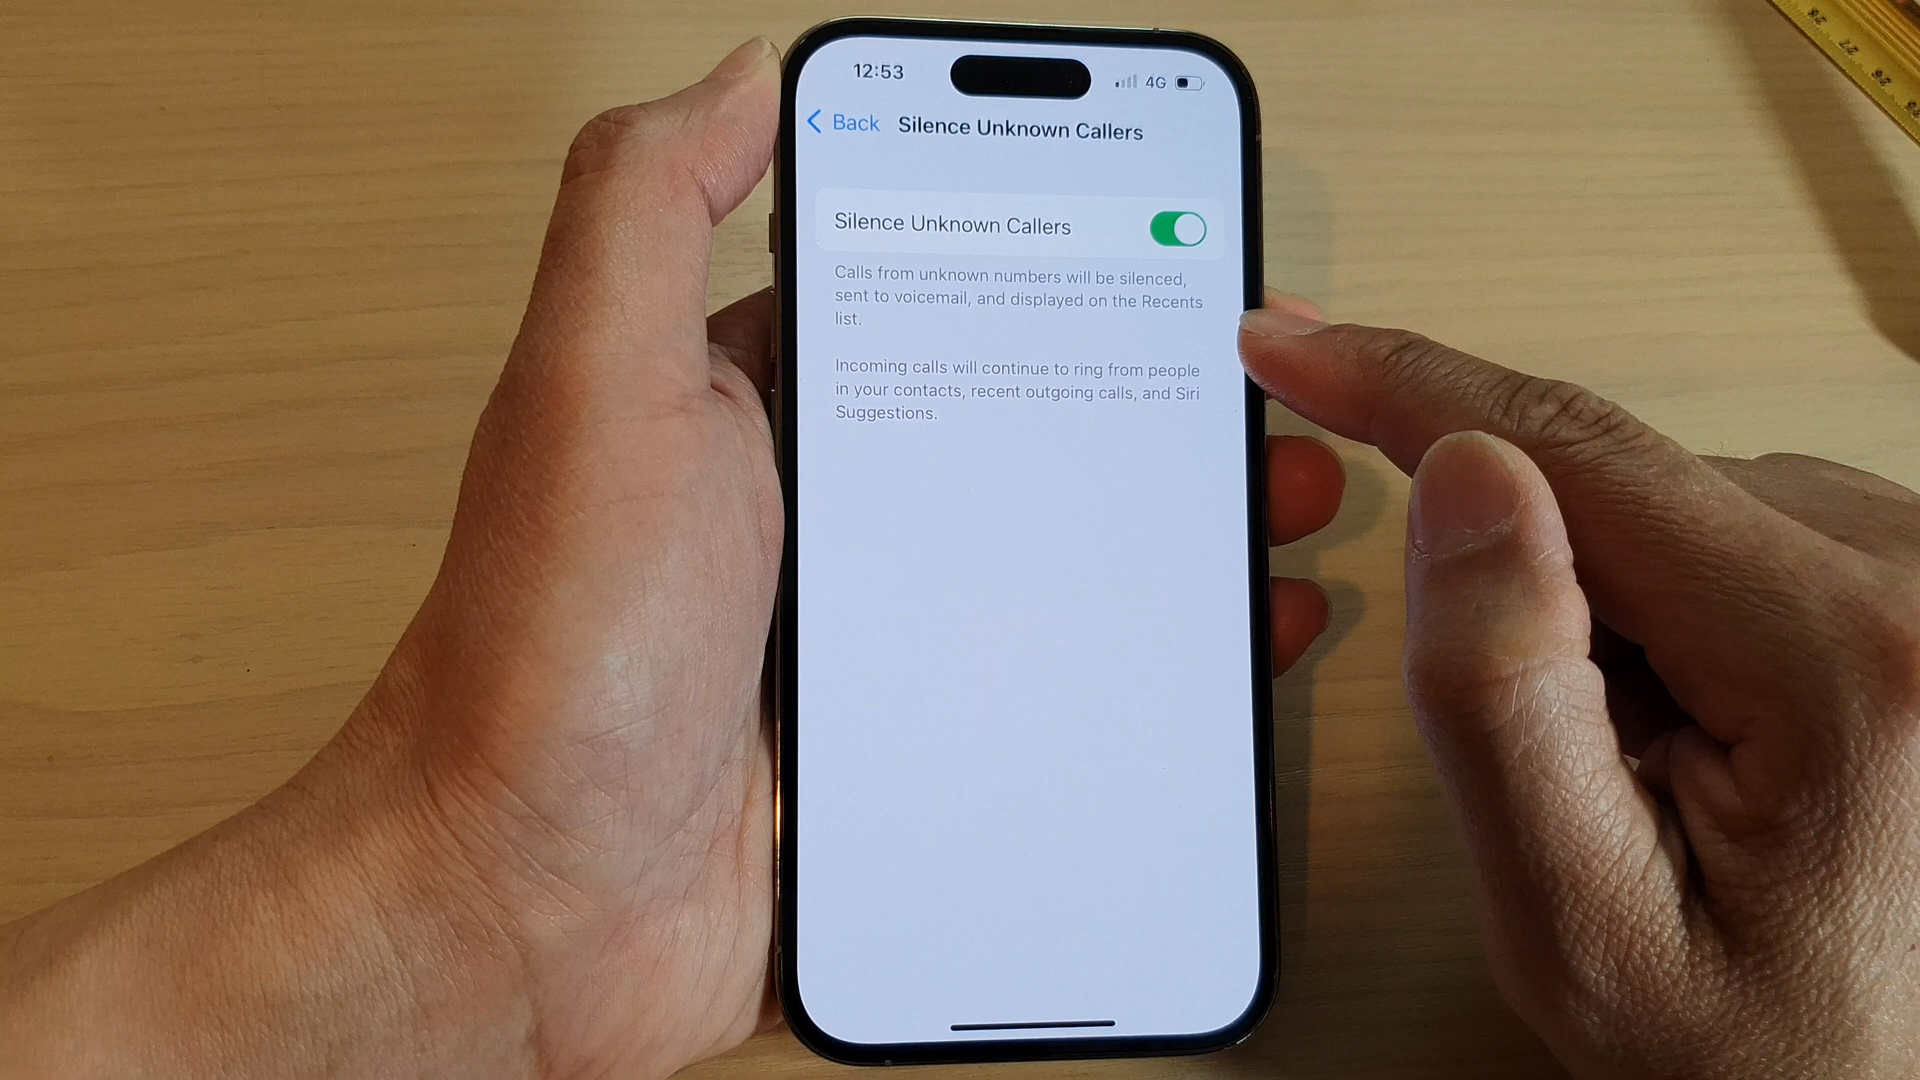 12:53
4G
Back Silence Unknown Callers
Silence Unknown Callers
Calls from unknown numbers will be silenced,
sent to voicemail, and displayed on the Recents
list.
Incoming calls will continue to ring from people
in your contacts, recent outgoing calls, and Siri
Suggestions.